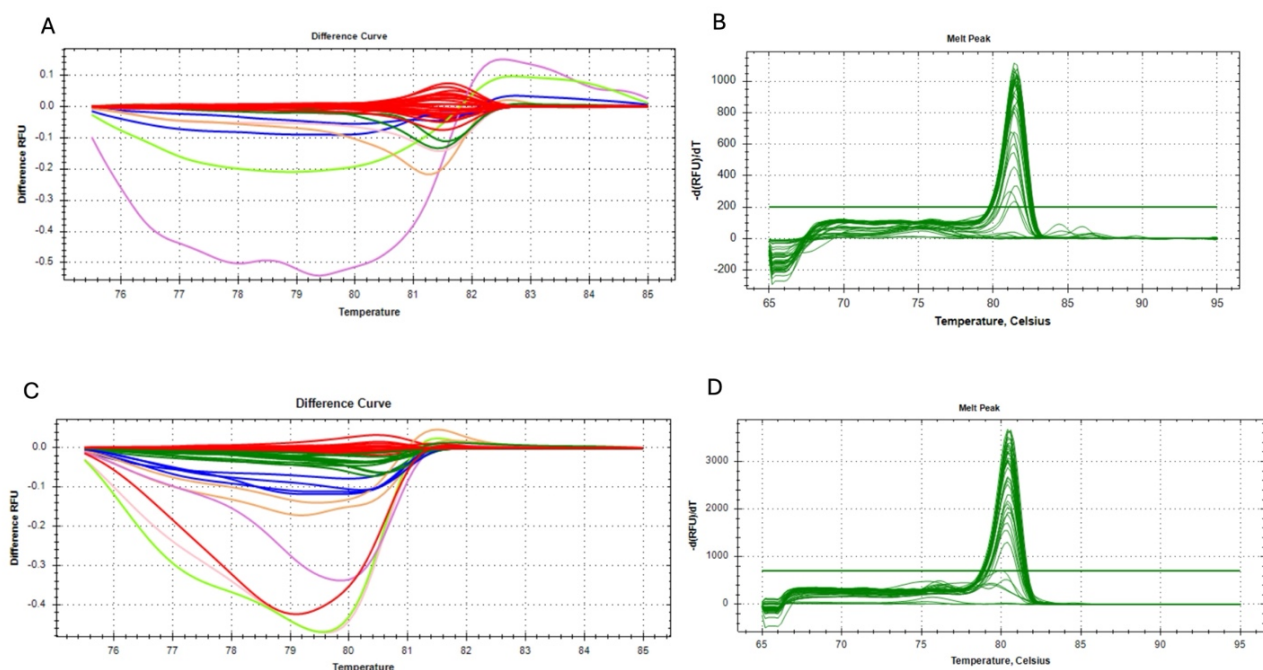 A
Difference Curve
Difference RFU
0.1
0.0
-0.1
-0.2
-0.3
-0.4
-0.5
76 77 78 79 80 81 82 83 84 85
Temperature
B
Melt Peak
-d(RFU)/dT
1000
800
600
400
200
0
-200
65 70 75 80 85 90 95
Temperature, Celsius
C
Difference Curve
Difference RFU
0.0
-0.1
-0.2
-0.3
-0.4
76 77 78 79 80 81 82 83 84 85
Temperature
D
Melt Peak
-d(RFU)/dT
3000
2000
1000
0
65 70 75 80 85 90 95
Temperature, Celsius